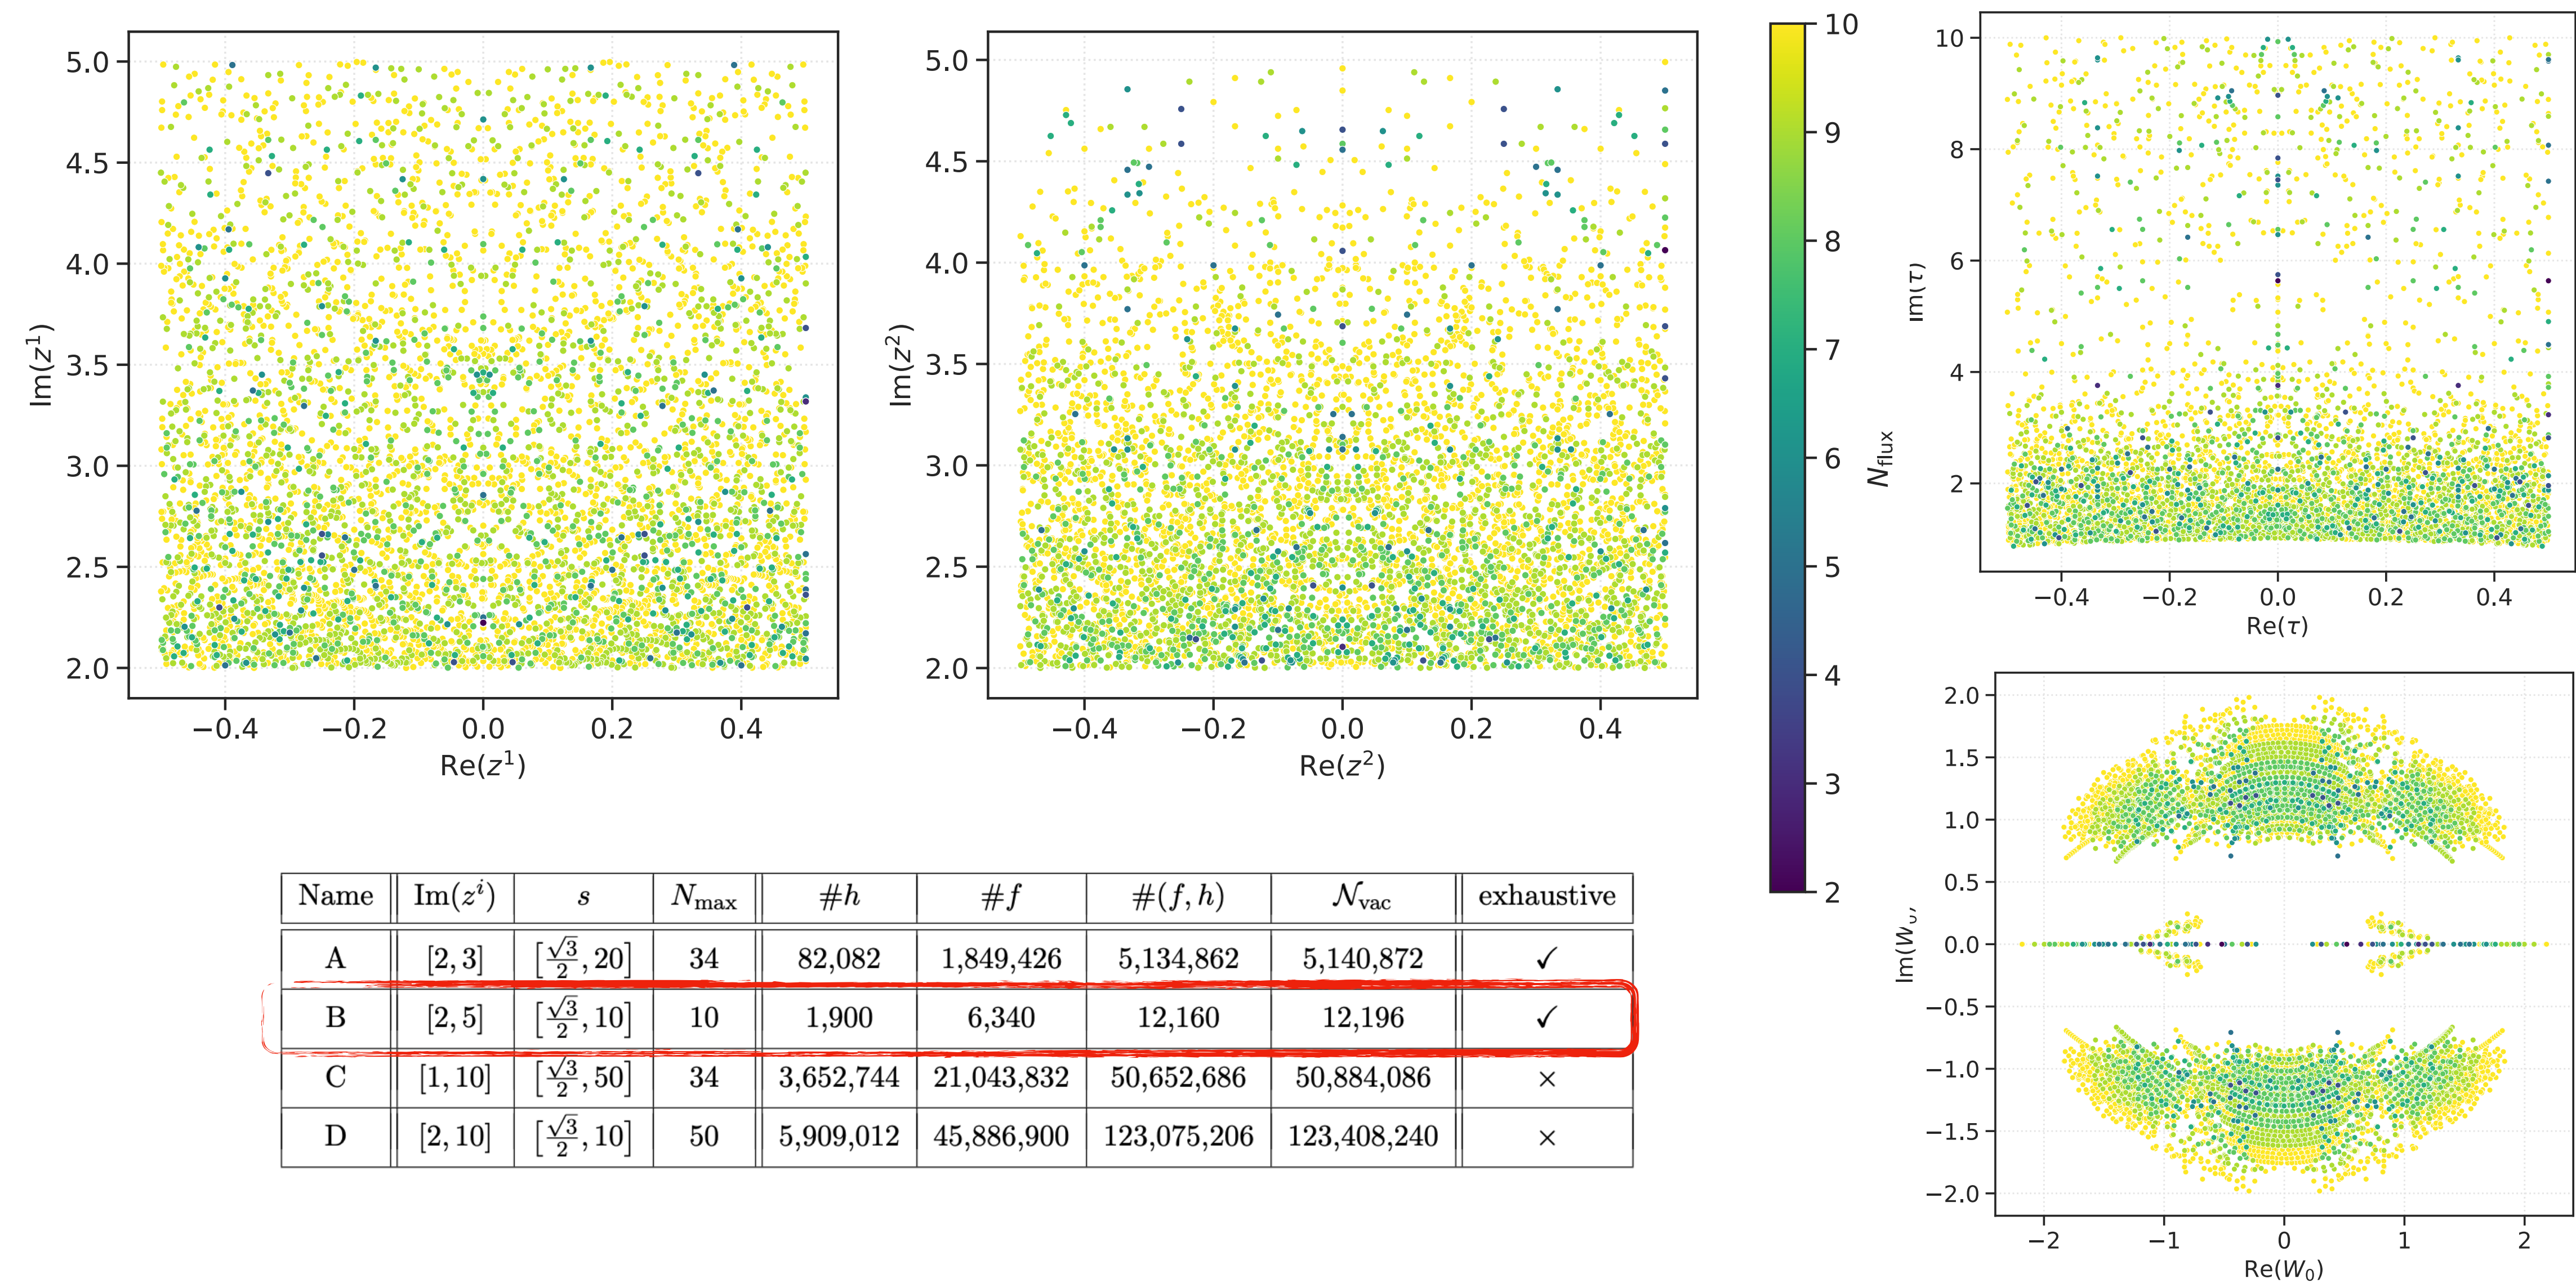 5.0
4.5
4.0
3.5
3.0
2.5
2.0
Im(z¹)
−0.4 −0.2 0.0 0.2 0.4
Re(z¹)
5.0
4.5
4.0
3.5
3.0
2.5
2.0
Im(z²)
−0.4 −0.2 0.0 0.2 0.4
Re(z²)
10
9
8
7
6
5
4
3
2
N_flux
10
8
6
4
2
Im(τ)
−0.4 −0.2 0.0 0.2 0.4
Re(τ)
2.0
1.5
1.0
0.5
0.0
−0.5
−1.0
−1.5
−2.0
Im(W₀)
−2 −1 0 1 2
Re(W₀)
Name Im(zⁱ) s N_max #h #f #(f, h) 𝒩_vac exhaustive
A [2, 3] [√3/2, 20] 34 82,082 1,849,426 5,134,862 5,140,872 ✓
B [2, 5] [√3/2, 10] 10 1,900 6,340 12,160 12,196 ✓
C [1, 10] [√3/2, 50] 34 3,652,744 21,043,832 50,652,686 50,884,086 ×
D [2, 10] [√3/2, 10] 50 5,909,012 45,886,900 123,075,206 123,408,240 ×